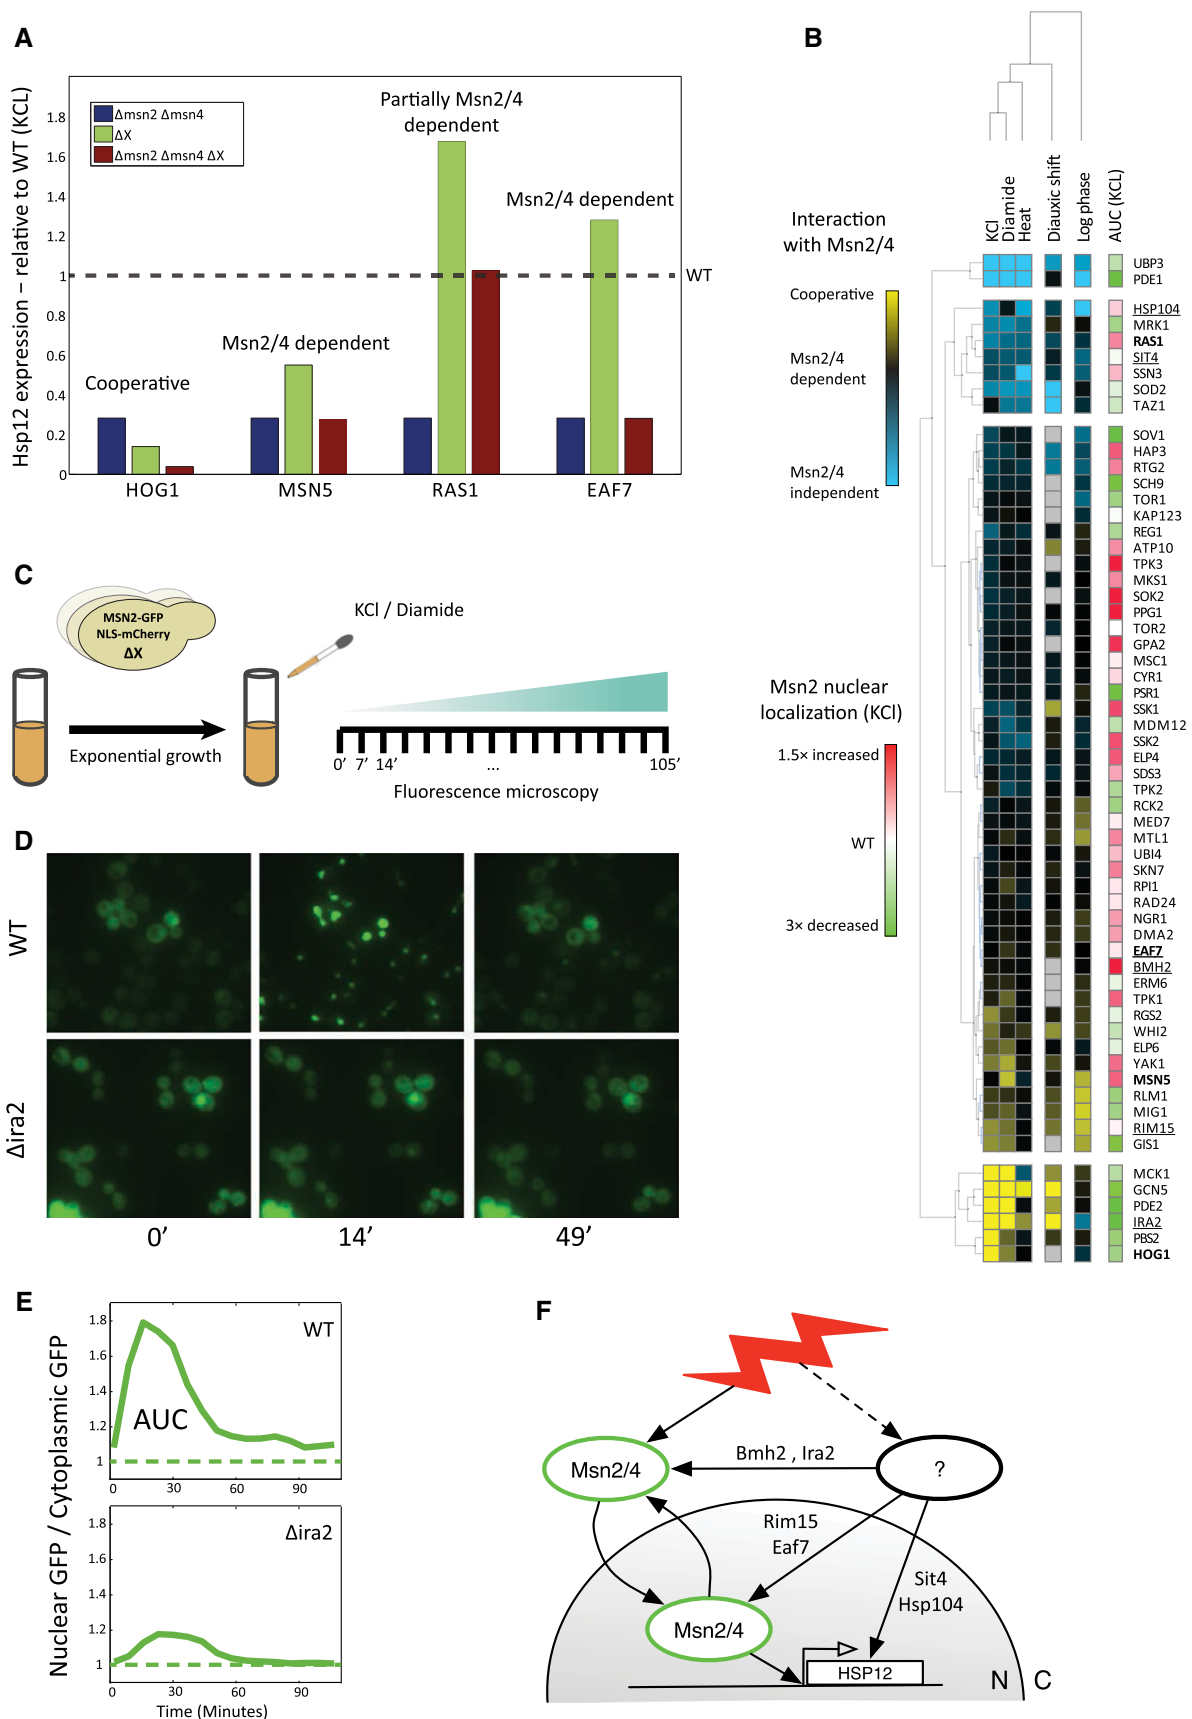 A
Hsp12 expression – relative to WT (KCL)
1.8
1.6
1.4
1.2
1
0.8
0.6
0.4
0.2
0
Δmsn2 Δmsn4
ΔX
Δmsn2 Δmsn4 ΔX
Partially Msn2/4
dependent
Msn2/4 dependent
WT
Msn2/4 dependent
Cooperative
HOG1
MSN5
RAS1
EAF7
B
Interaction
with Msn2/4
Cooperative
Msn2/4
dependent
Msn2/4
independent
Msn2 nuclear
localization (KCl)
1.5× increased
WT
3× decreased
KCl
Diamide
Heat
Diauxic shift
Log phase
AUC (KCL)
UBP3
PDE1
HSP104
MRK1
RAS1
SIT4
SSN3
SOD2
TAZ1
SOV1
HAP3
RTG2
SCH9
TOR1
KAP123
REG1
ATP10
TPK3
MKS1
SOK2
PPG1
TOR2
GPA2
MSC1
CYR1
PSR1
SSK1
MDM12
SSK2
ELP4
SDS3
TPK2
RCK2
MED7
MTL1
UBI4
SKN7
RPI1
RAD24
NGR1
DMA2
EAF7
BMH2
ERM6
TPK1
RGS2
WHI2
ELP6
YAK1
MSN5
RLM1
MIG1
RIM15
GIS1
MCK1
GCN5
PDE2
IRA2
PBS2
HOG1
C
MSN2-GFP
NLS-mCherry
ΔX
Exponential growth
KCl / Diamide
0’ 7’ 14’ ... 105’
Fluorescence microscopy
D
WT
Δira2
0’ 14’ 49’
E
Nuclear GFP / Cytoplasmic GFP
1.8
1.6
1.4
1.2
1
WT
AUC
0 30 60 90
1.8
1.6
1.4
1.2
1
Δira2
0 30 60 90
Time (Minutes)
F
Msn2/4
Bmh2 , Ira2
?
Rim15
Eaf7
Sit4
Hsp104
Msn2/4
HSP12
N C